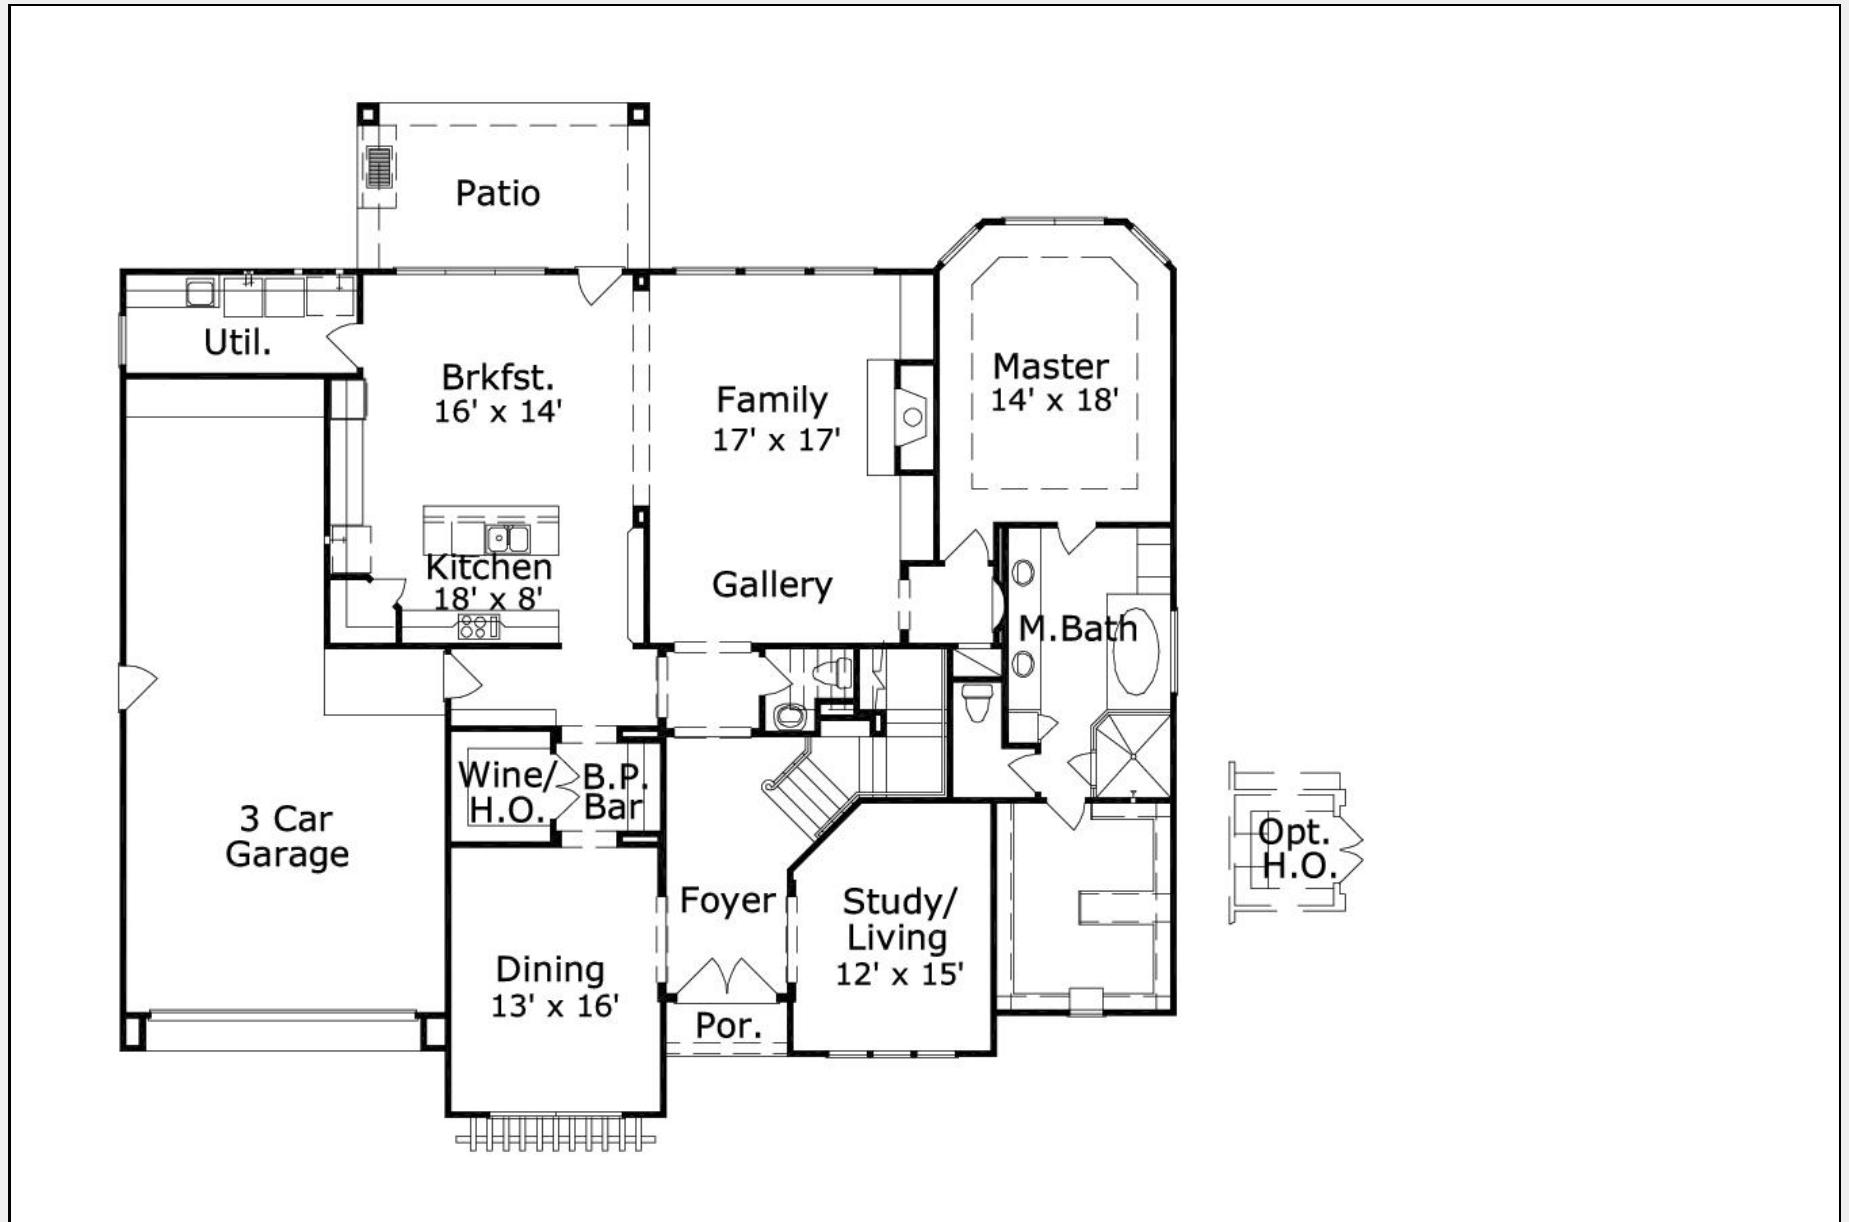 Patio
Util.
Brkfst.
16' x 14'
Family
17' x 17'
Master
14' x 18'
Kitchen
18' x 8'
Gallery
M.Bath
Wine/
H.O.
B.P.
Bar
3 Car
Garage
Foyer
Study/
Living
12' x 15'
Dining
13' x 16'
Por.
Opt.
H.O.